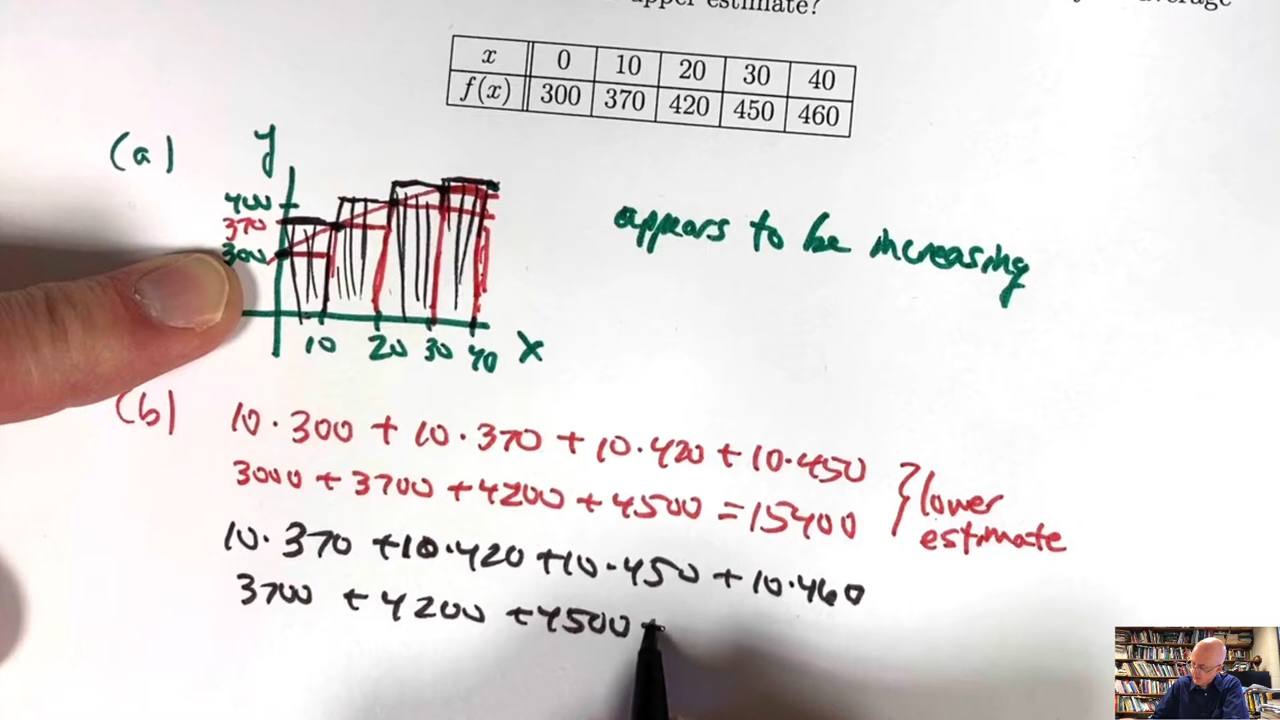 upper estimate?
average
x 0 10 20 30 40
f(x) 300 370 420 450 460
(a) y
400
370
300
10 20 30 40 x
appears to be increasing
(b) 10·300 + 10·370 + 10·420 + 10·450
3000 + 3700 + 4200 + 4500 = 15400
lower
estimate
10·370 + 10·420 + 10·450 + 10·460
3700 + 4200 + 4500 +